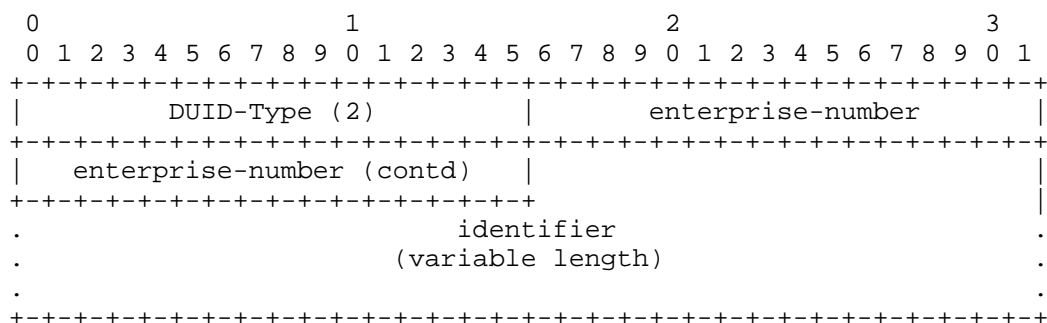 0                   1                   2                   3
 0 1 2 3 4 5 6 7 8 9 0 1 2 3 4 5 6 7 8 9 0 1 2 3 4 5 6 7 8 9 0 1
+-+-+-+-+-+-+-+-+-+-+-+-+-+-+-+-+-+-+-+-+-+-+-+-+-+-+-+-+-+-+-+-+
|         DUID-Type (2)         |       enterprise-number       |
+-+-+-+-+-+-+-+-+-+-+-+-+-+-+-+-+-+-+-+-+-+-+-+-+-+-+-+-+-+-+-+-+
|   enterprise-number (contd)   |                               |
+-+-+-+-+-+-+-+-+-+-+-+-+-+-+-+-+                               |
.                           identifier                          .
.                       (variable length)                       .
.                                                               .
+-+-+-+-+-+-+-+-+-+-+-+-+-+-+-+-+-+-+-+-+-+-+-+-+-+-+-+-+-+-+-+-+